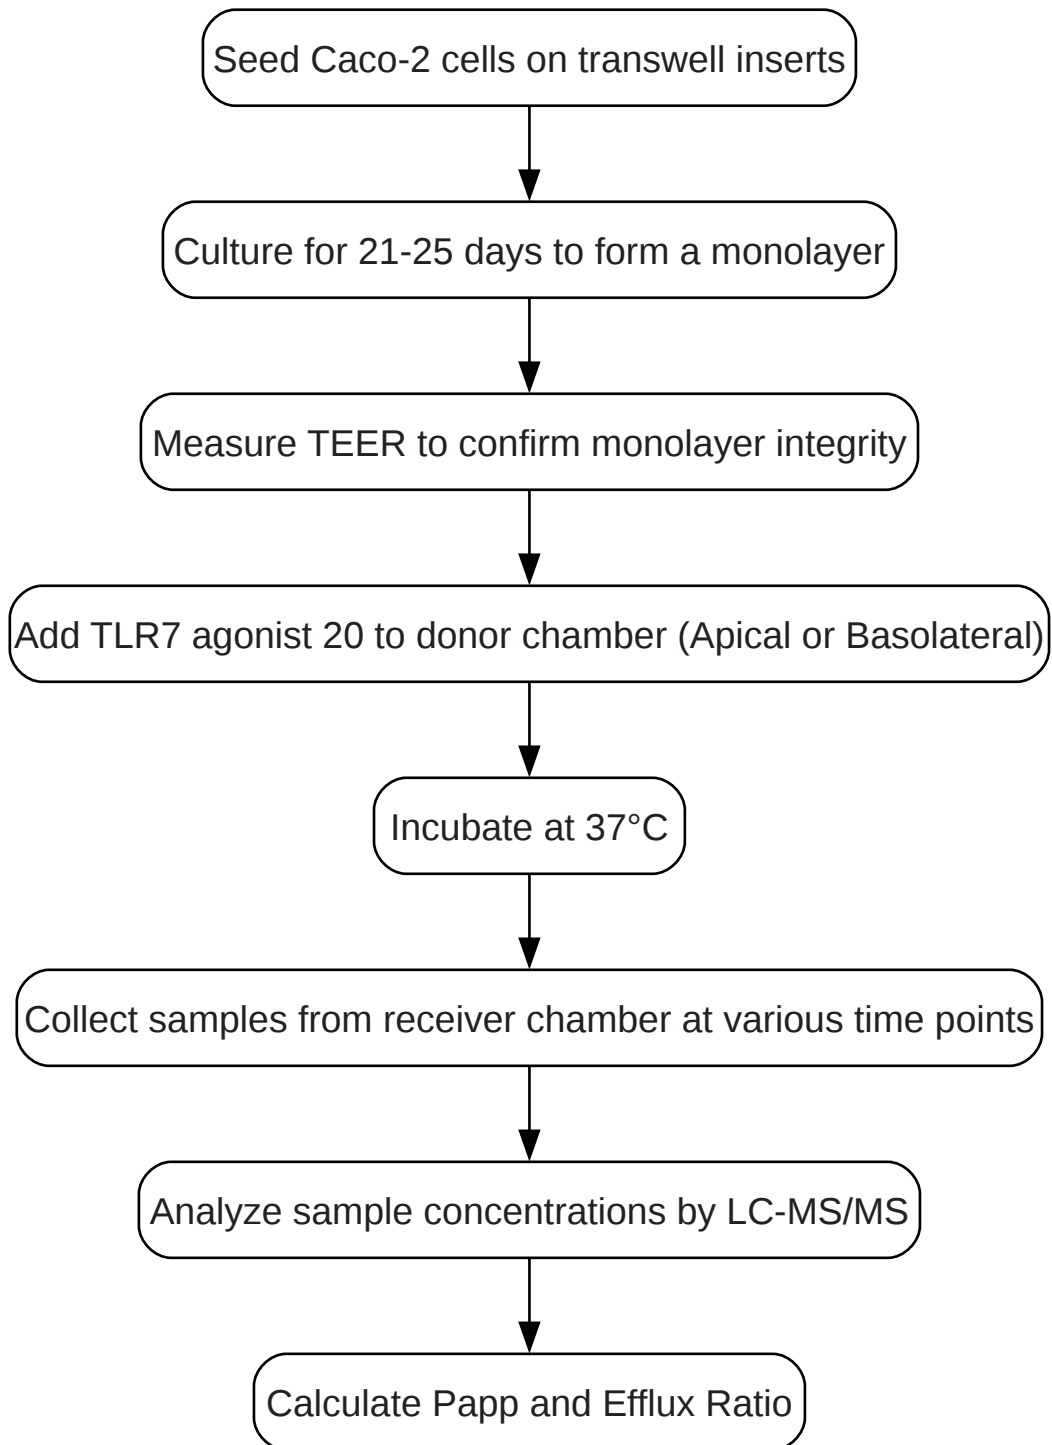 Seed Caco-2 cells on transwell inserts
Culture for 21-25 days to form a monolayer
Measure TEER to confirm monolayer integrity
Add TLR7 agonist 20 to donor chamber (Apical or Basolateral)
Incubate at 37°C
Collect samples from receiver chamber at various time points
Analyze sample concentrations by LC-MS/MS
Calculate Papp and Efflux Ratio